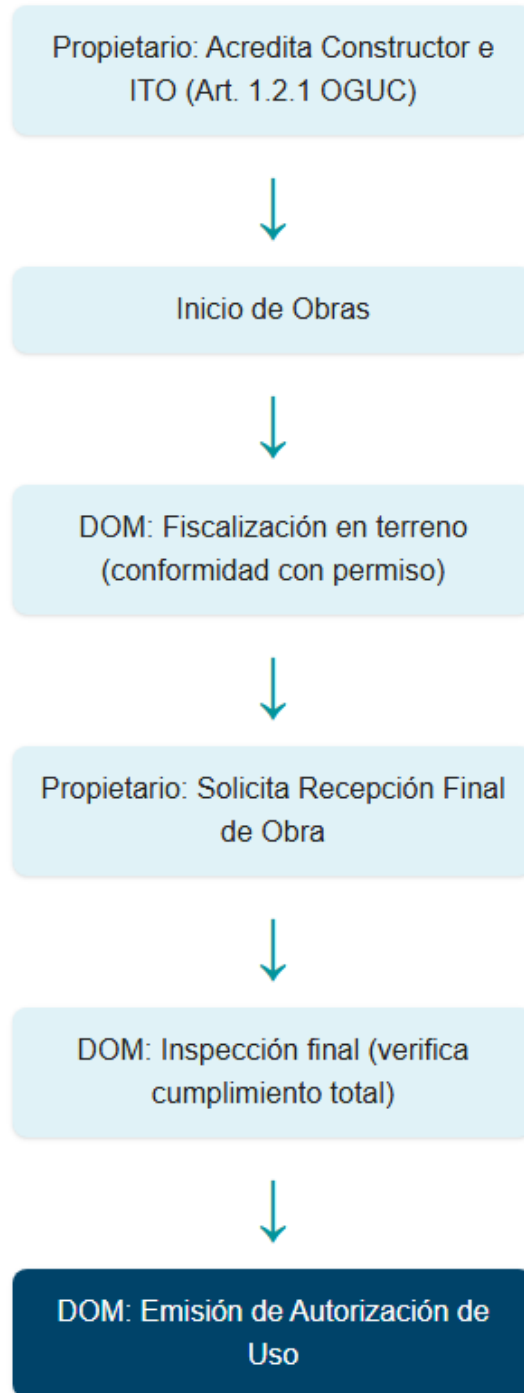 Propietario: Acredita Constructor e
ITO (Art. 1.2.1 OGUC)
Inicio de Obras
DOM: Fiscalización en terreno
(conformidad con permiso)
Propietario: Solicita Recepción Final
de Obra
DOM: Inspección final (verifica
cumplimiento total)
DOM: Emisión de Autorización de
Uso